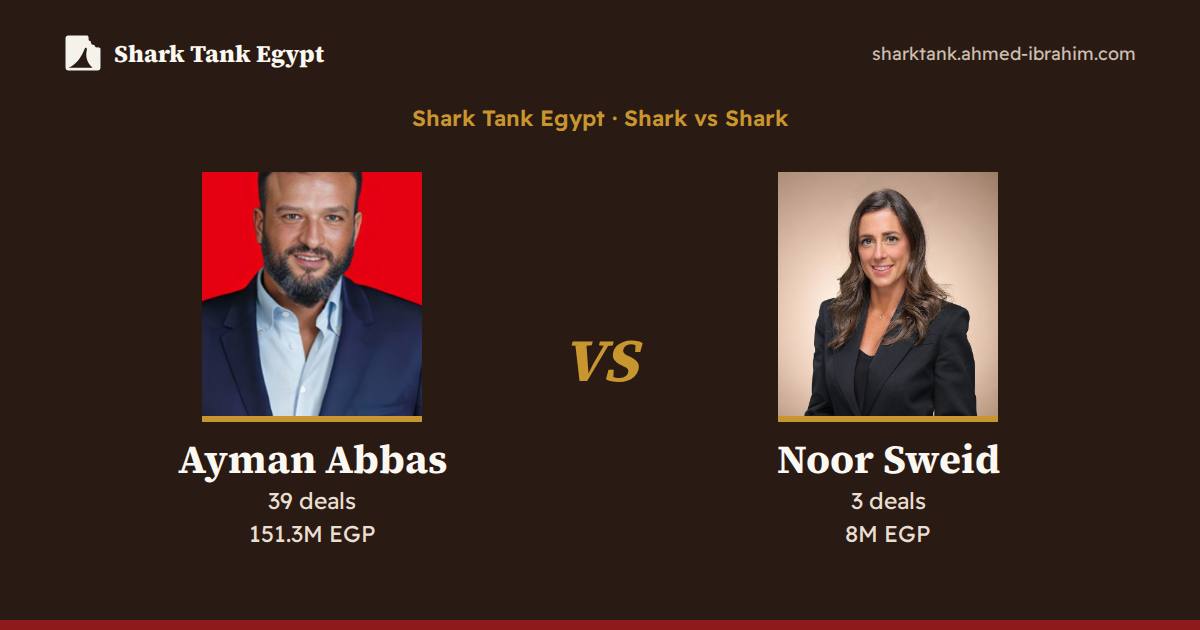 Shark Tank Egypt
sharktank.ahmed-ibrahim.com
Shark Tank Egypt · Shark vs Shark
VS
Ayman Abbas
39 deals
151.3M EGP
Noor Sweid
3 deals
8M EGP